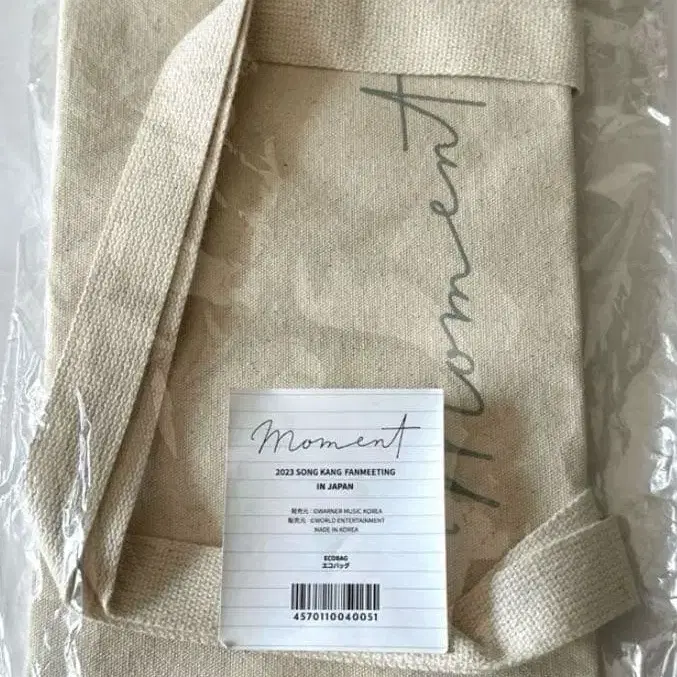 moment
moment
2023 SONG KANG FANMEETING
IN JAPAN
発売元 : ©WARNER MUSIC KOREA
販売元 : ©WORLD ENTERTAINMENT
MADE IN KOREA
ECOBAG
エコバッグ
4570110040051